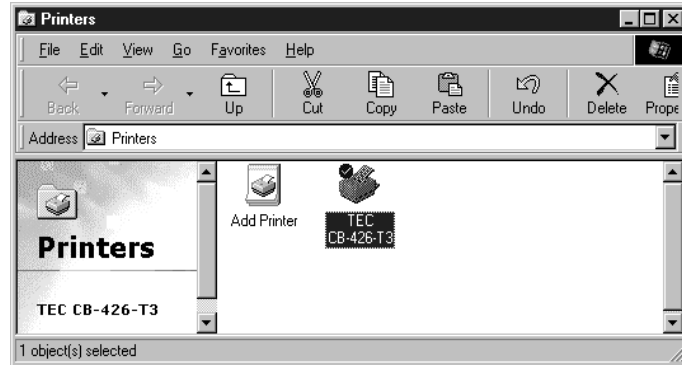 Printers
File Edit View Go Favorites Help
Back Forward Up Cut Copy Paste Undo Delete Prope
Address Printers
Printers
TEC CB-426-T3
Add Printer
TEC
CB-426-T3
1 object(s) selected